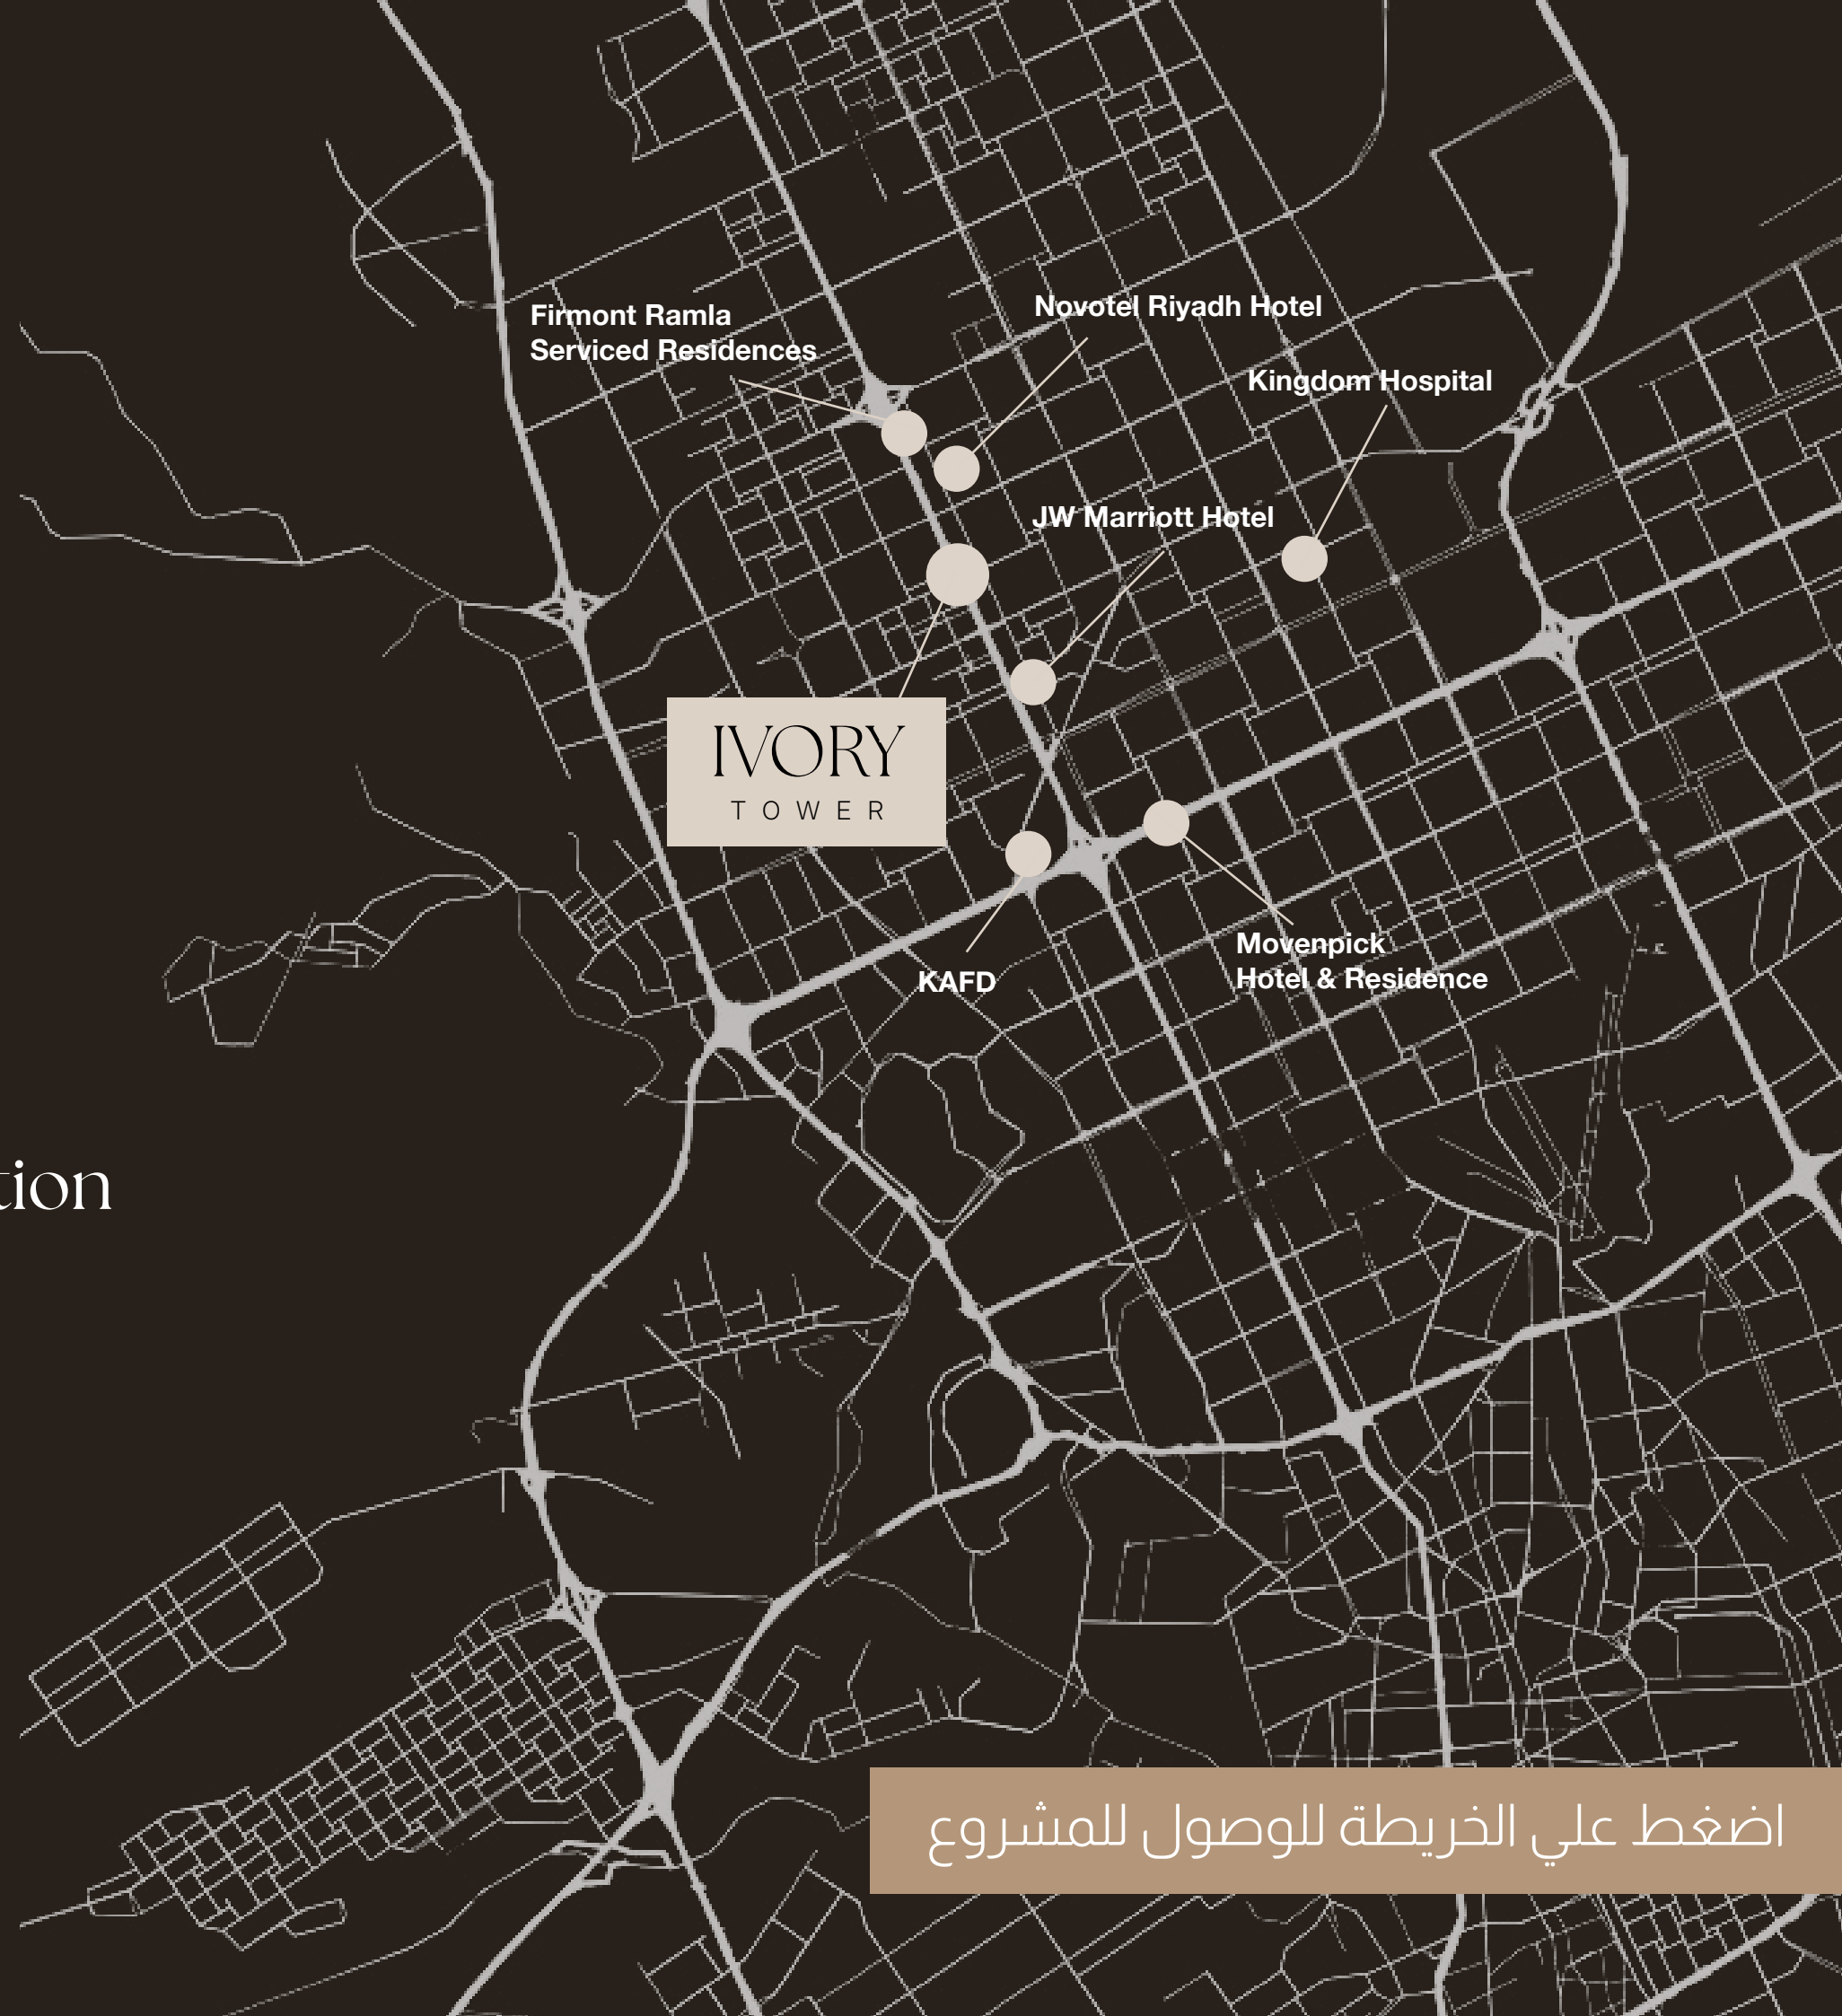 Firmont Ramla
Serviced Residences
Novotel Riyadh Hotel
Kingdom Hospital
JW Marriott Hotel
IVORY
TOWER
KAFD
Movenpick
Hotel & Residence
tion
اضغط علي الخريطة للوصول للمشروع